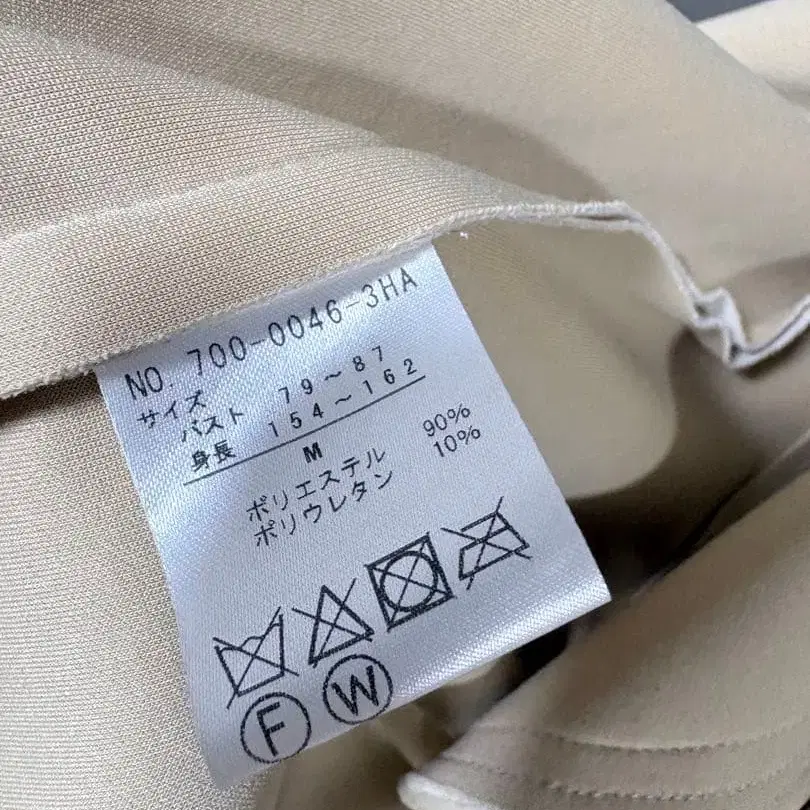 NO. 700-0046-3HA
サイズ
バスト 79～87
身長 154～162
M
ポリエステル 90%
ポリウレタン 10%
F W